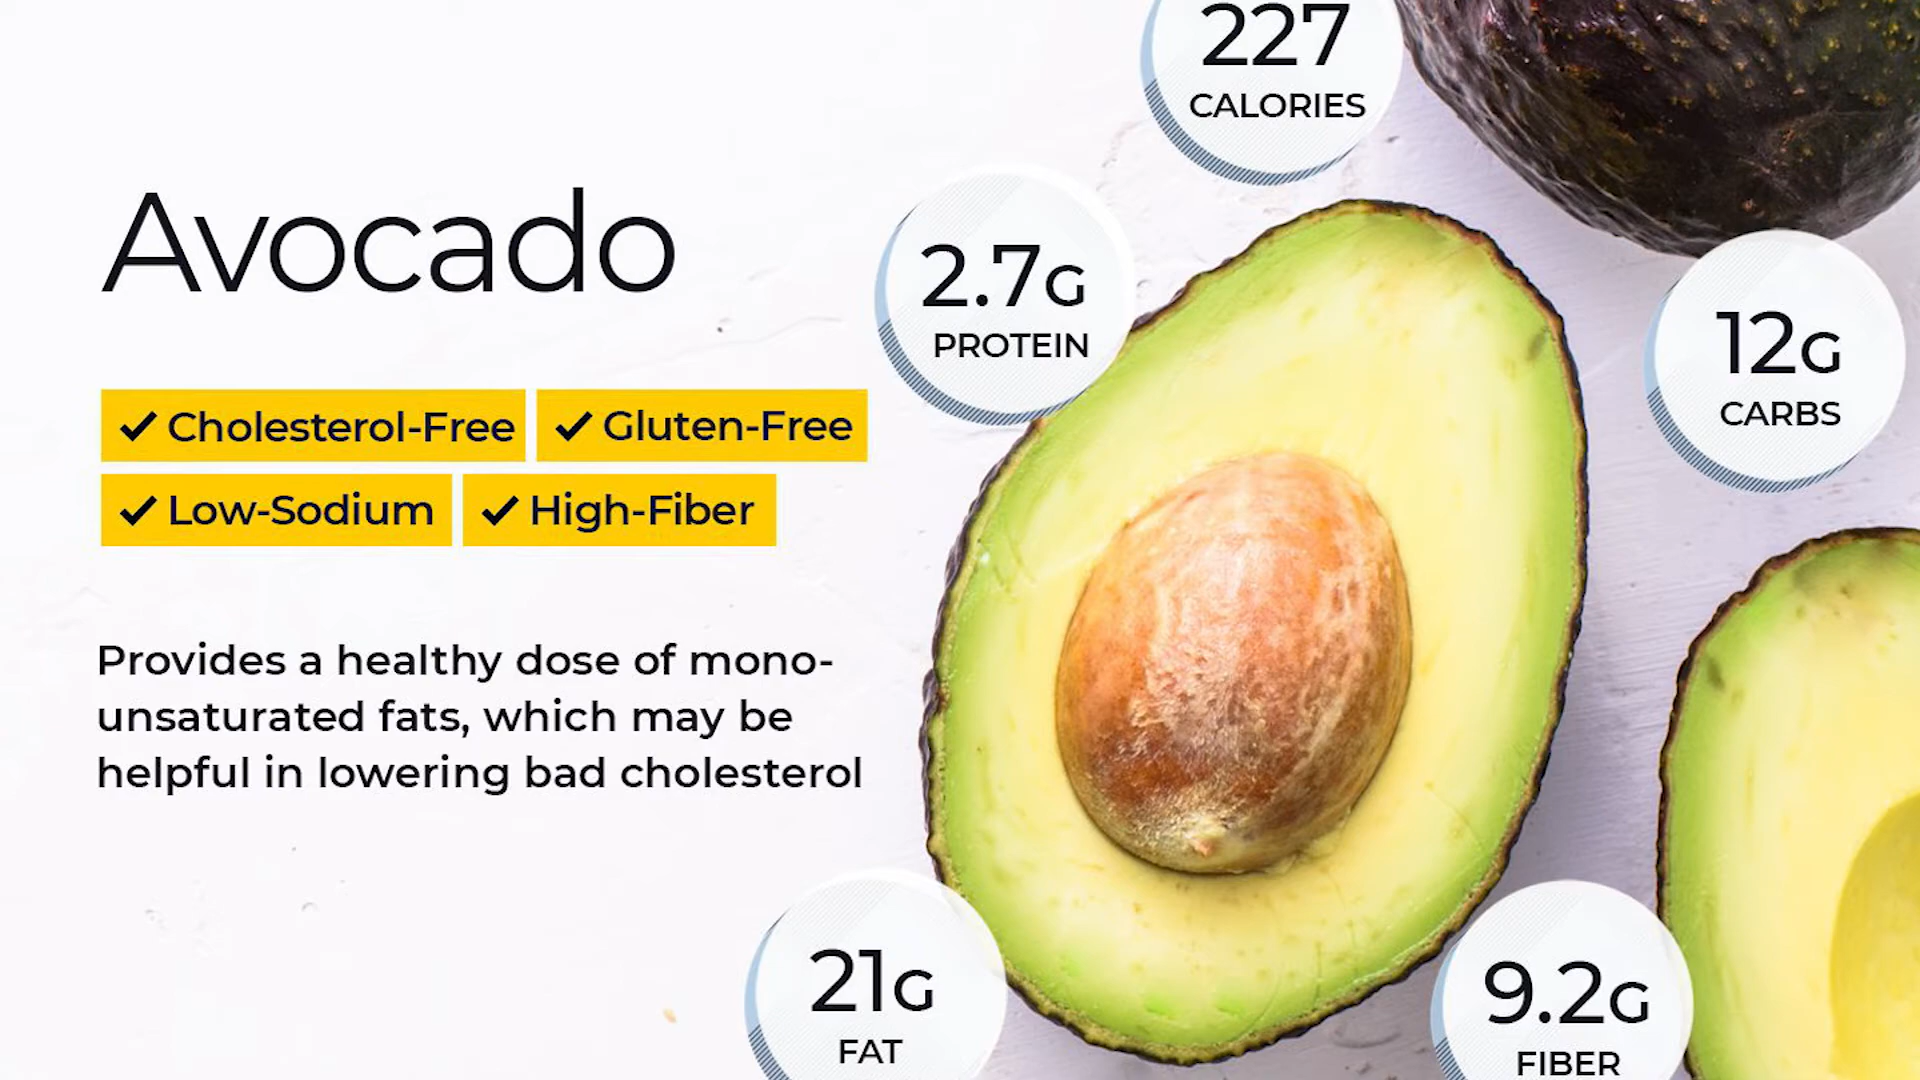 227
CALORIES
Avocado
2.7G
PROTEIN
12G
CARBS
✓ Cholesterol-Free ✓ Gluten-Free
✓ Low-Sodium ✓ High-Fiber
Provides a healthy dose of mono-
unsaturated fats, which may be
helpful in lowering bad cholesterol
21G
FAT
9.2G
FIBER